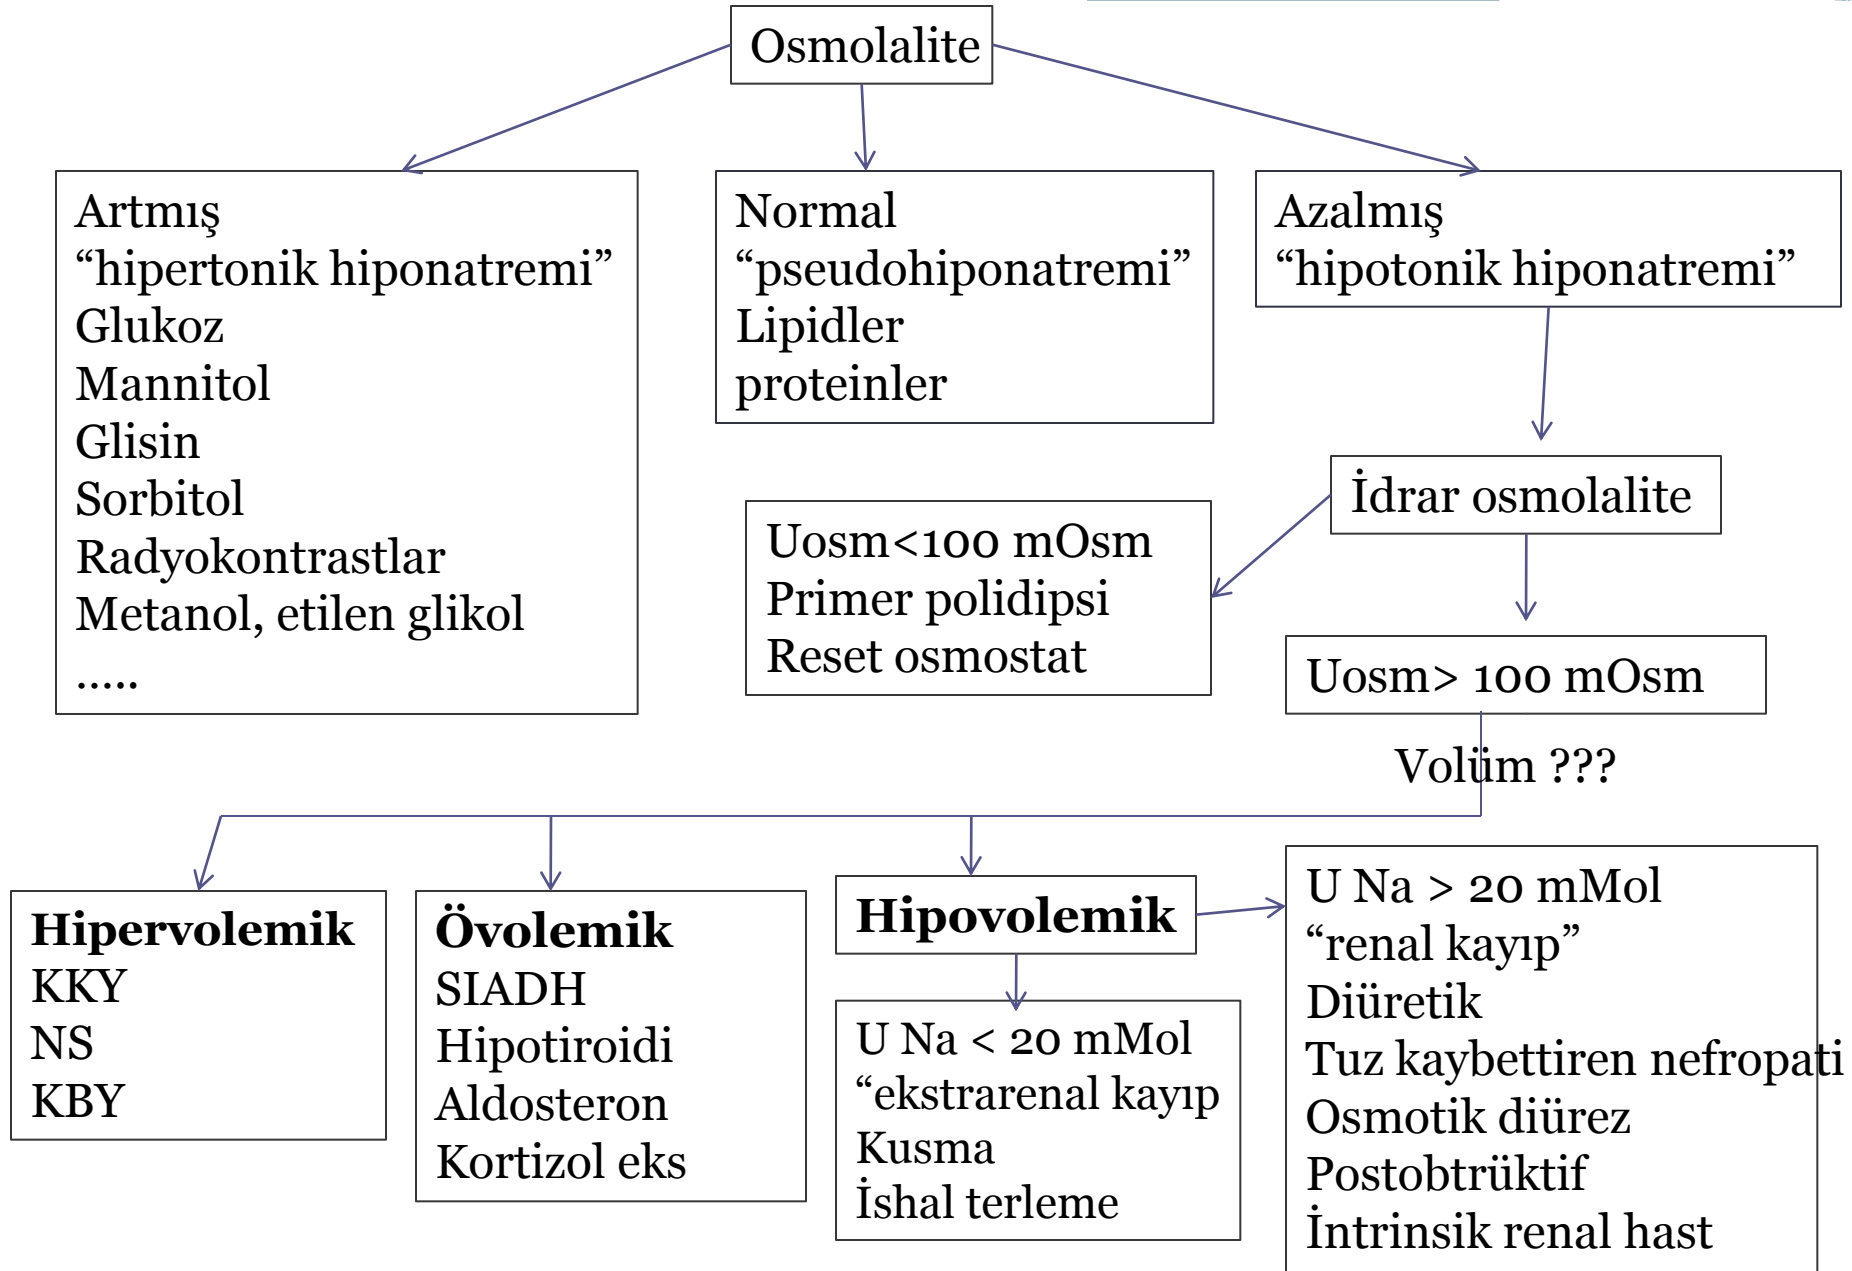 Osmolalite
Artmış
“hipertonik hiponatremi”
Glukoz
Mannitol
Glisin
Sorbitol
Radyokontrastlar
Metanol, etilen glikol
.....
Normal
“pseudohiponatremi”
Lipidler
proteinler
Azalmış
“hipotonik hiponatremi”
İdrar osmolalite
Uosm<100 mOsm
Primer polidipsi
Reset osmostat
Uosm> 100 mOsm
Volüm ???
Hipervolemik
KKY
NS
KBY
Övolemik
SIADH
Hipotiroidi
Aldosteron
Kortizol eks
Hipovolemik
U Na < 20 mMol
“ekstrarenal kayıp
Kusma
İshal terleme
U Na > 20 mMol
“renal kayıp”
Diüretik
Tuz kaybettiren nefropati
Osmotik diürez
Postobtrüktif
İntrinsik renal hast